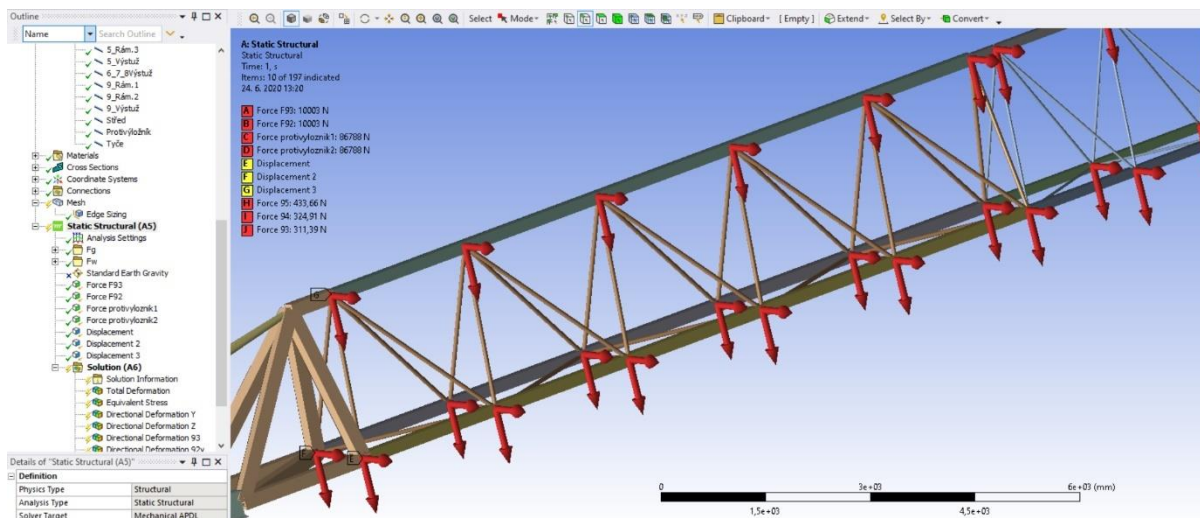 Outline
Name
Search Outline
5_Rám.3
5_Výstuž
6_7_8Výstuž
9_Rám.1
9_Rám.2
9_Výstuž
Střed
Protivýložník
Tyče
Materials
Cross Sections
Coordinate Systems
Connections
Mesh
Edge Sizing
Static Structural (A5)
Analysis Settings
Fg
Fw
Standard Earth Gravity
Force F93
Force F92
Force protivyloznik1
Force protivyloznik2
Displacement
Displacement 2
Displacement 3
Solution (A6)
Solution Information
Total Deformation
Equivalent Stress
Directional Deformation Y
Directional Deformation Z
Directional Deformation 93
Directional Deformation 92v
Details of "Static Structural (A5)"
Definition
Physics Type Structural
Analysis Type Static Structural
Solver Target Mechanical APDL
Select Mode Clipboard [ Empty ] Extend Select By Convert
A: Static Structural
Static Structural
Time: 1, s
Items: 10 of 197 indicated
24. 6. 2020 13:20
A Force F93: 10003 N
B Force F92: 10003 N
C Force protivyloznik1: 86788 N
D Force protivyloznik2: 86788 N
E Displacement
F Displacement 2
G Displacement 3
H Force 95: 433,66 N
I Force 94: 324,91 N
J Force 93: 311,39 N
G
F
E
0 3e+03 6e+03 (mm)
1,5e+03 4,5e+03